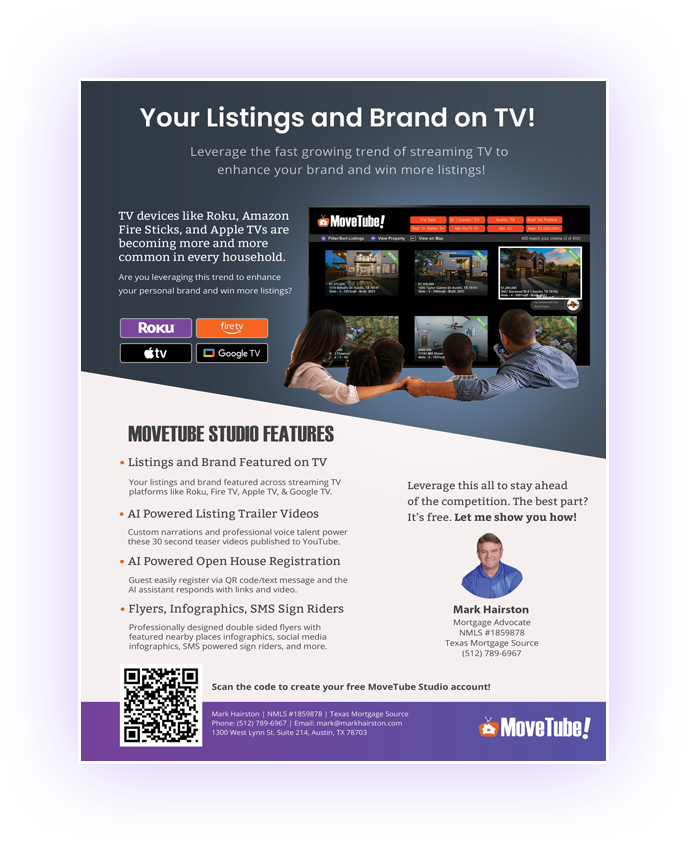 Your Listings and Brand on TV!
Leverage the fast growing trend of streaming TV to
enhance your brand and win more listings!
TV devices like Roku, Amazon
Fire Sticks, and Apple TVs are
becoming more and more
common in every household.
Are you leveraging this trend to enhance
your personal brand and win more listings?
ROKU
fire tv
tv
Google TV
MoveTube!
For Sale
Austin, TX
Filter/Sort Listings
View Property
View on Map
MOVETUBE STUDIO FEATURES
• Listings and Brand Featured on TV
Your listings and brand featured across streaming TV
platforms like Roku, Fire TV, Apple TV, & Google TV.
• AI Powered Listing Trailer Videos
Custom narrations and professional voice talent power
these 30 second teaser videos published to YouTube.
• AI Powered Open House Registration
Guest easily register via QR code/text message and the
AI assistant responds with links and video.
• Flyers, Infographics, SMS Sign Riders
Professionally designed double sided flyers with
featured nearby places infographics, social media
infographics, SMS powered sign riders, and more.
Leverage this all to stay ahead
of the competition. The best part?
It's free. Let me show you how!
Mark Hairston
Mortgage Advocate
NMLS #1859878
Texas Mortgage Source
(512) 789-6967
Scan the code to create your free MoveTube Studio account!
Mark Hairston | NMLS #1859878 | Texas Mortgage Source
Phone: (512) 789-6967 | Email: mark@markhairston.com
1300 West Lynn St. Suite 214, Austin, TX 78703
MoveTube!